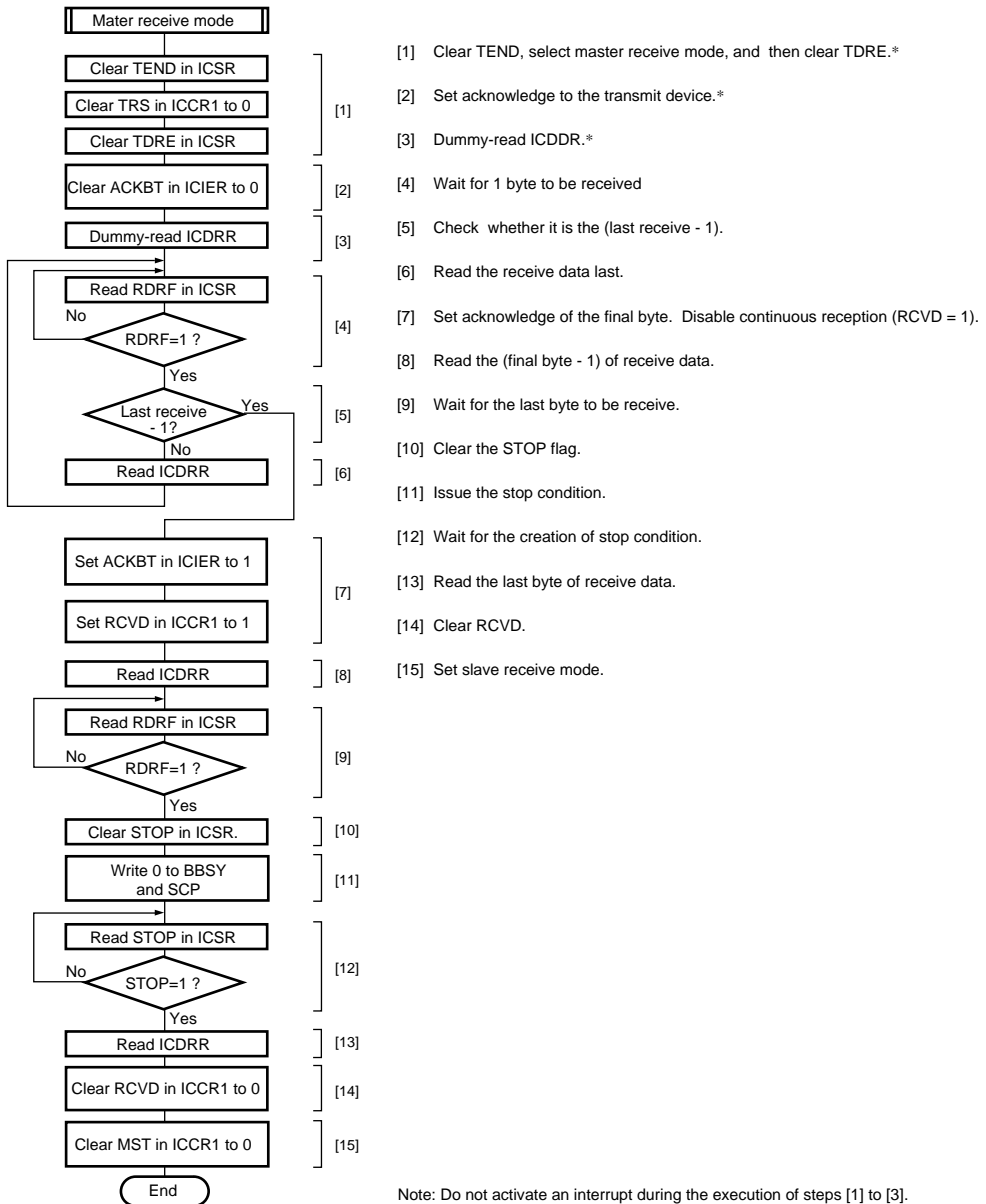 Mater receive mode
Clear TEND in ICSR
Clear TRS in ICCR1 to 0
Clear TDRE in ICSR
[1]
Clear ACKBT in ICIER to 0
[2]
Dummy-read ICDRR
[3]
Read RDRF in ICSR
No
RDRF=1 ?
[4]
Yes
Last receive
- 1?
Yes
[5]
No
Read ICDRR
[6]
Set ACKBT in ICIER to 1
[7]
Set RCVD in ICCR1 to 1
Read ICDRR
[8]
Read RDRF in ICSR
No
RDRF=1 ?
[9]
Yes
Clear STOP in ICSR.
[10]
Write 0 to BBSY
and SCP
[11]
Read STOP in ICSR
No
STOP=1 ?
[12]
Yes
Read ICDRR
[13]
Clear RCVD in ICCR1 to 0
[14]
Clear MST in ICCR1 to 0
[15]
End
[1] Clear TEND, select master receive mode, and then clear TDRE.*
[2] Set acknowledge to the transmit device.*
[3] Dummy-read ICDDR.*
[4] Wait for 1 byte to be received
[5] Check whether it is the (last receive - 1).
[6] Read the receive data last.
[7] Set acknowledge of the final byte. Disable continuous reception (RCVD = 1).
[8] Read the (final byte - 1) of receive data.
[9] Wait for the last byte to be receive.
[10] Clear the STOP flag.
[11] Issue the stop condition.
[12] Wait for the creation of stop condition.
[13] Read the last byte of receive data.
[14] Clear RCVD.
[15] Set slave receive mode.
Note: Do not activate an interrupt during the execution of steps [1] to [3].